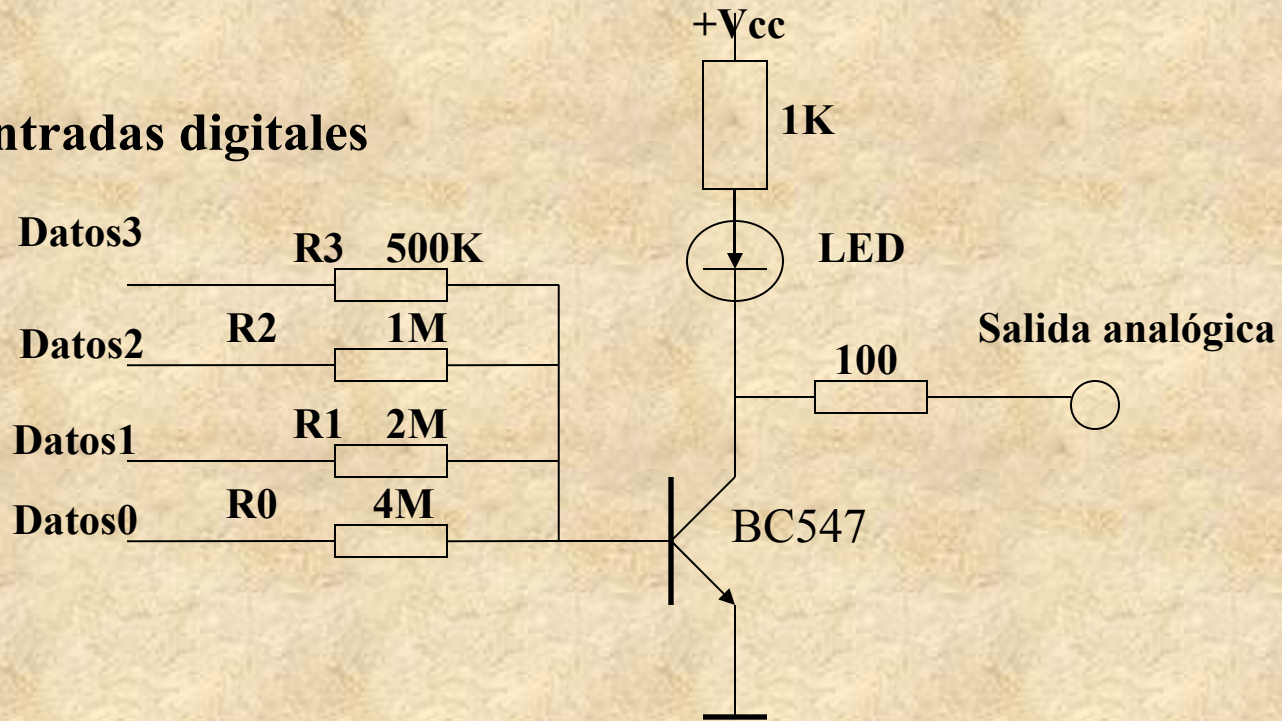 +Vcc
1K
ntradas digitales
Datos3
R3 500K
LED
Datos2
R2 1M
Salida analógica
100
Datos1
R1 2M
Datos0
R0 4M
BC547